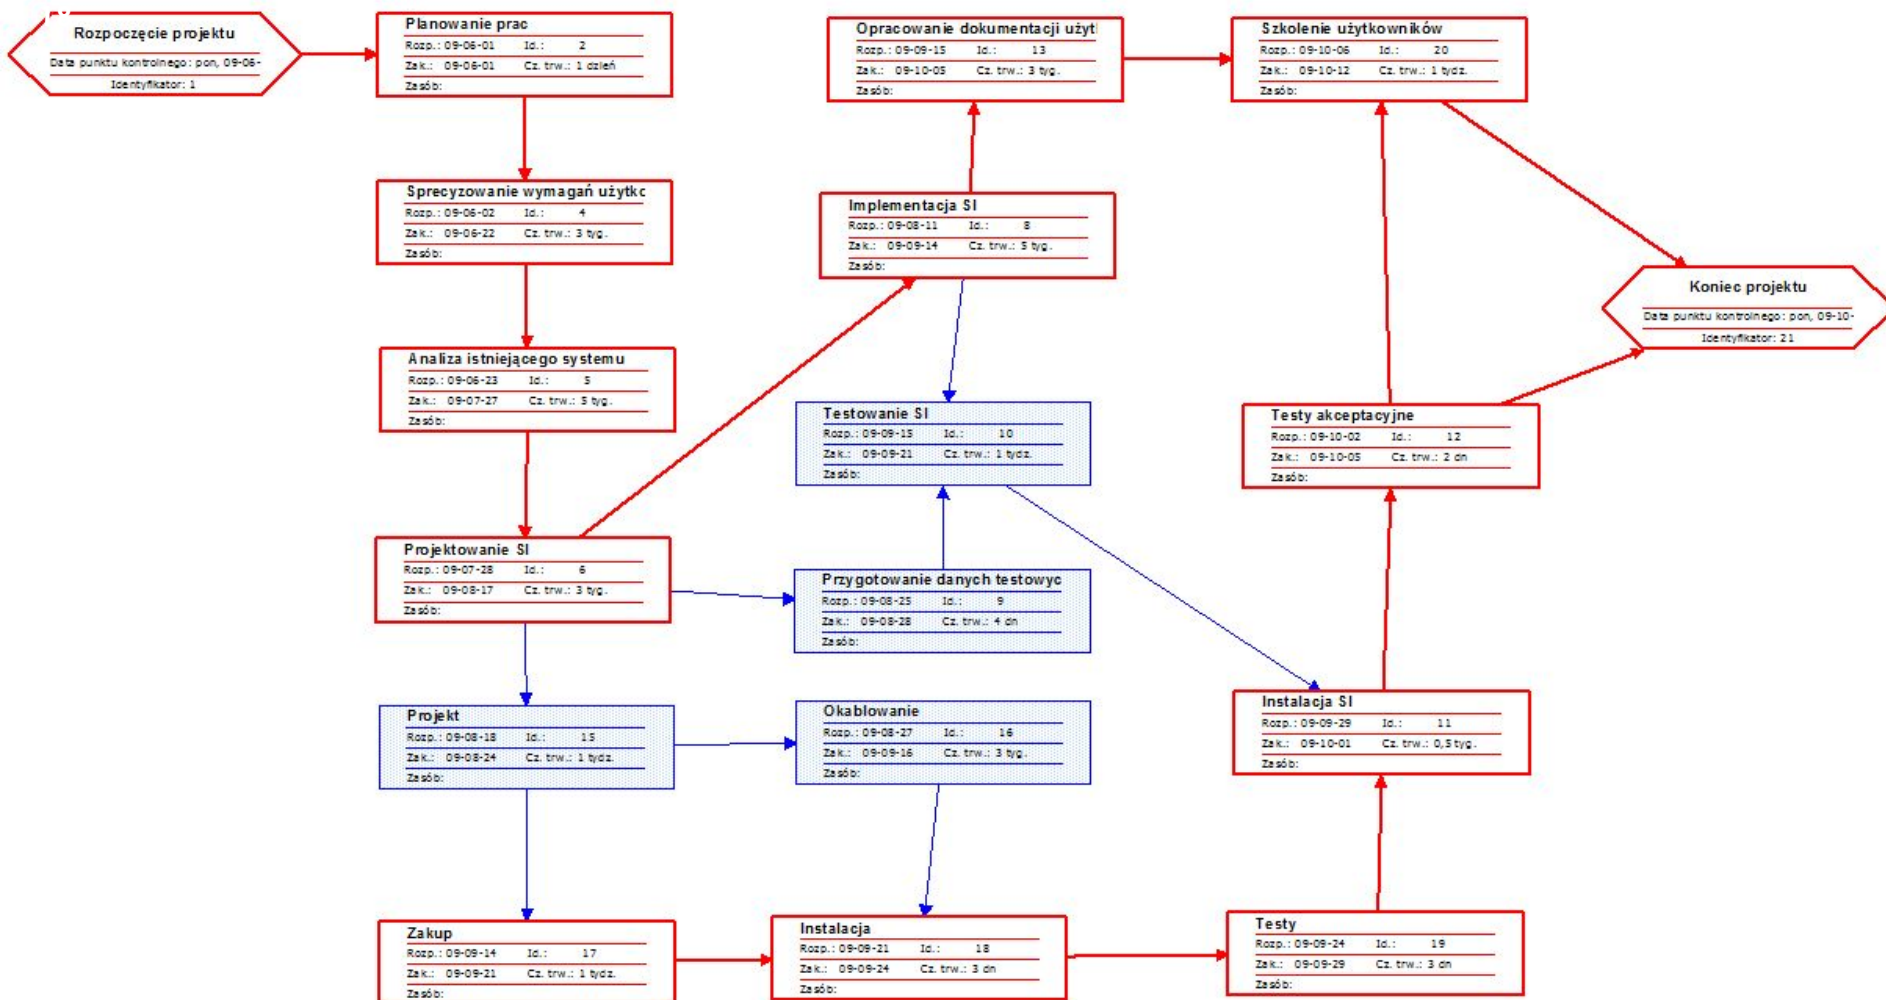 Rozpoczęcie projektu
Data punktu kontrolnego: pon, 09-06-
Identyfikator: 1
Planowanie prac
Rozp.: 09-06-01 Id.: 2
Zak.: 09-06-01 Cz. trw.: 1 dzień
Zasób:
Sprecyzowanie wymagań użytkc
Rozp.: 09-06-02 Id.: 4
Zak.: 09-06-22 Cz. trw.: 3 tyg.
Zasób:
Analiza istniejącego systemu
Rozp.: 09-06-23 Id.: 5
Zak.: 09-07-27 Cz. trw.: 5 tyg.
Zasób:
Projektowanie SI
Rozp.: 09-07-28 Id.: 6
Zak.: 09-08-17 Cz. trw.: 3 tyg.
Zasób:
Projekt
Rozp.: 09-08-18 Id.: 15
Zak.: 09-08-24 Cz. trw.: 1 tydz.
Zasób:
Zakup
Rozp.: 09-09-14 Id.: 17
Zak.: 09-09-21 Cz. trw.: 1 tydz.
Zasób:
Opracowanie dokumentacji użytl
Rozp.: 09-09-15 Id.: 13
Zak.: 09-10-05 Cz. trw.: 3 tyg.
Zasób:
Implementacja SI
Rozp.: 09-08-11 Id.: 8
Zak.: 09-09-14 Cz. trw.: 5 tyg.
Zasób:
Testowanie SI
Rozp.: 09-09-15 Id.: 10
Zak.: 09-09-21 Cz. trw.: 1 tydz.
Zasób:
Przygotowanie danych testowyc
Rozp.: 09-08-25 Id.: 9
Zak.: 09-08-28 Cz. trw.: 4 dn
Zasób:
Okablowanie
Rozp.: 09-08-27 Id.: 16
Zak.: 09-09-16 Cz. trw.: 3 tyg.
Zasób:
Instalacja
Rozp.: 09-09-21 Id.: 18
Zak.: 09-09-24 Cz. trw.: 3 dn
Zasób:
Szkolenie użytkowników
Rozp.: 09-10-06 Id.: 20
Zak.: 09-10-12 Cz. trw.: 1 tydz.
Zasób:
Koniec projektu
Data punktu kontrolnego: pon, 09-10-
Identyfikator: 21
Testy akceptacyjne
Rozp.: 09-10-02 Id.: 12
Zak.: 09-10-05 Cz. trw.: 2 dn
Zasób:
Instalacja SI
Rozp.: 09-09-29 Id.: 11
Zak.: 09-10-01 Cz. trw.: 0,5 tyg.
Zasób:
Testy
Rozp.: 09-09-24 Id.: 19
Zak.: 09-09-29 Cz. trw.: 3 dn
Zasób: